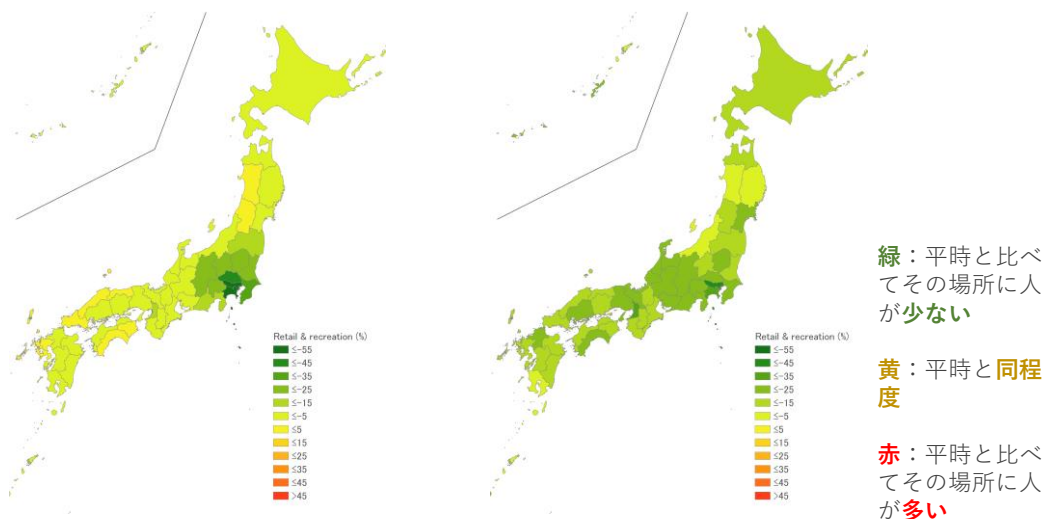 Retail & recreation (%)
≤-55
≤-45
≤-35
≤-25
≤-15
≤-5
≤5
≤15
≤25
≤35
≤45
>45
Retail & recreation (%)
≤-55
≤-45
≤-35
≤-25
≤-15
≤-5
≤5
≤15
≤25
≤35
≤45
>45
緑：平時と比べ
てその場所に人
が少ない
黄：平時と同程
度
赤：平時と比べ
てその場所に人
が多い